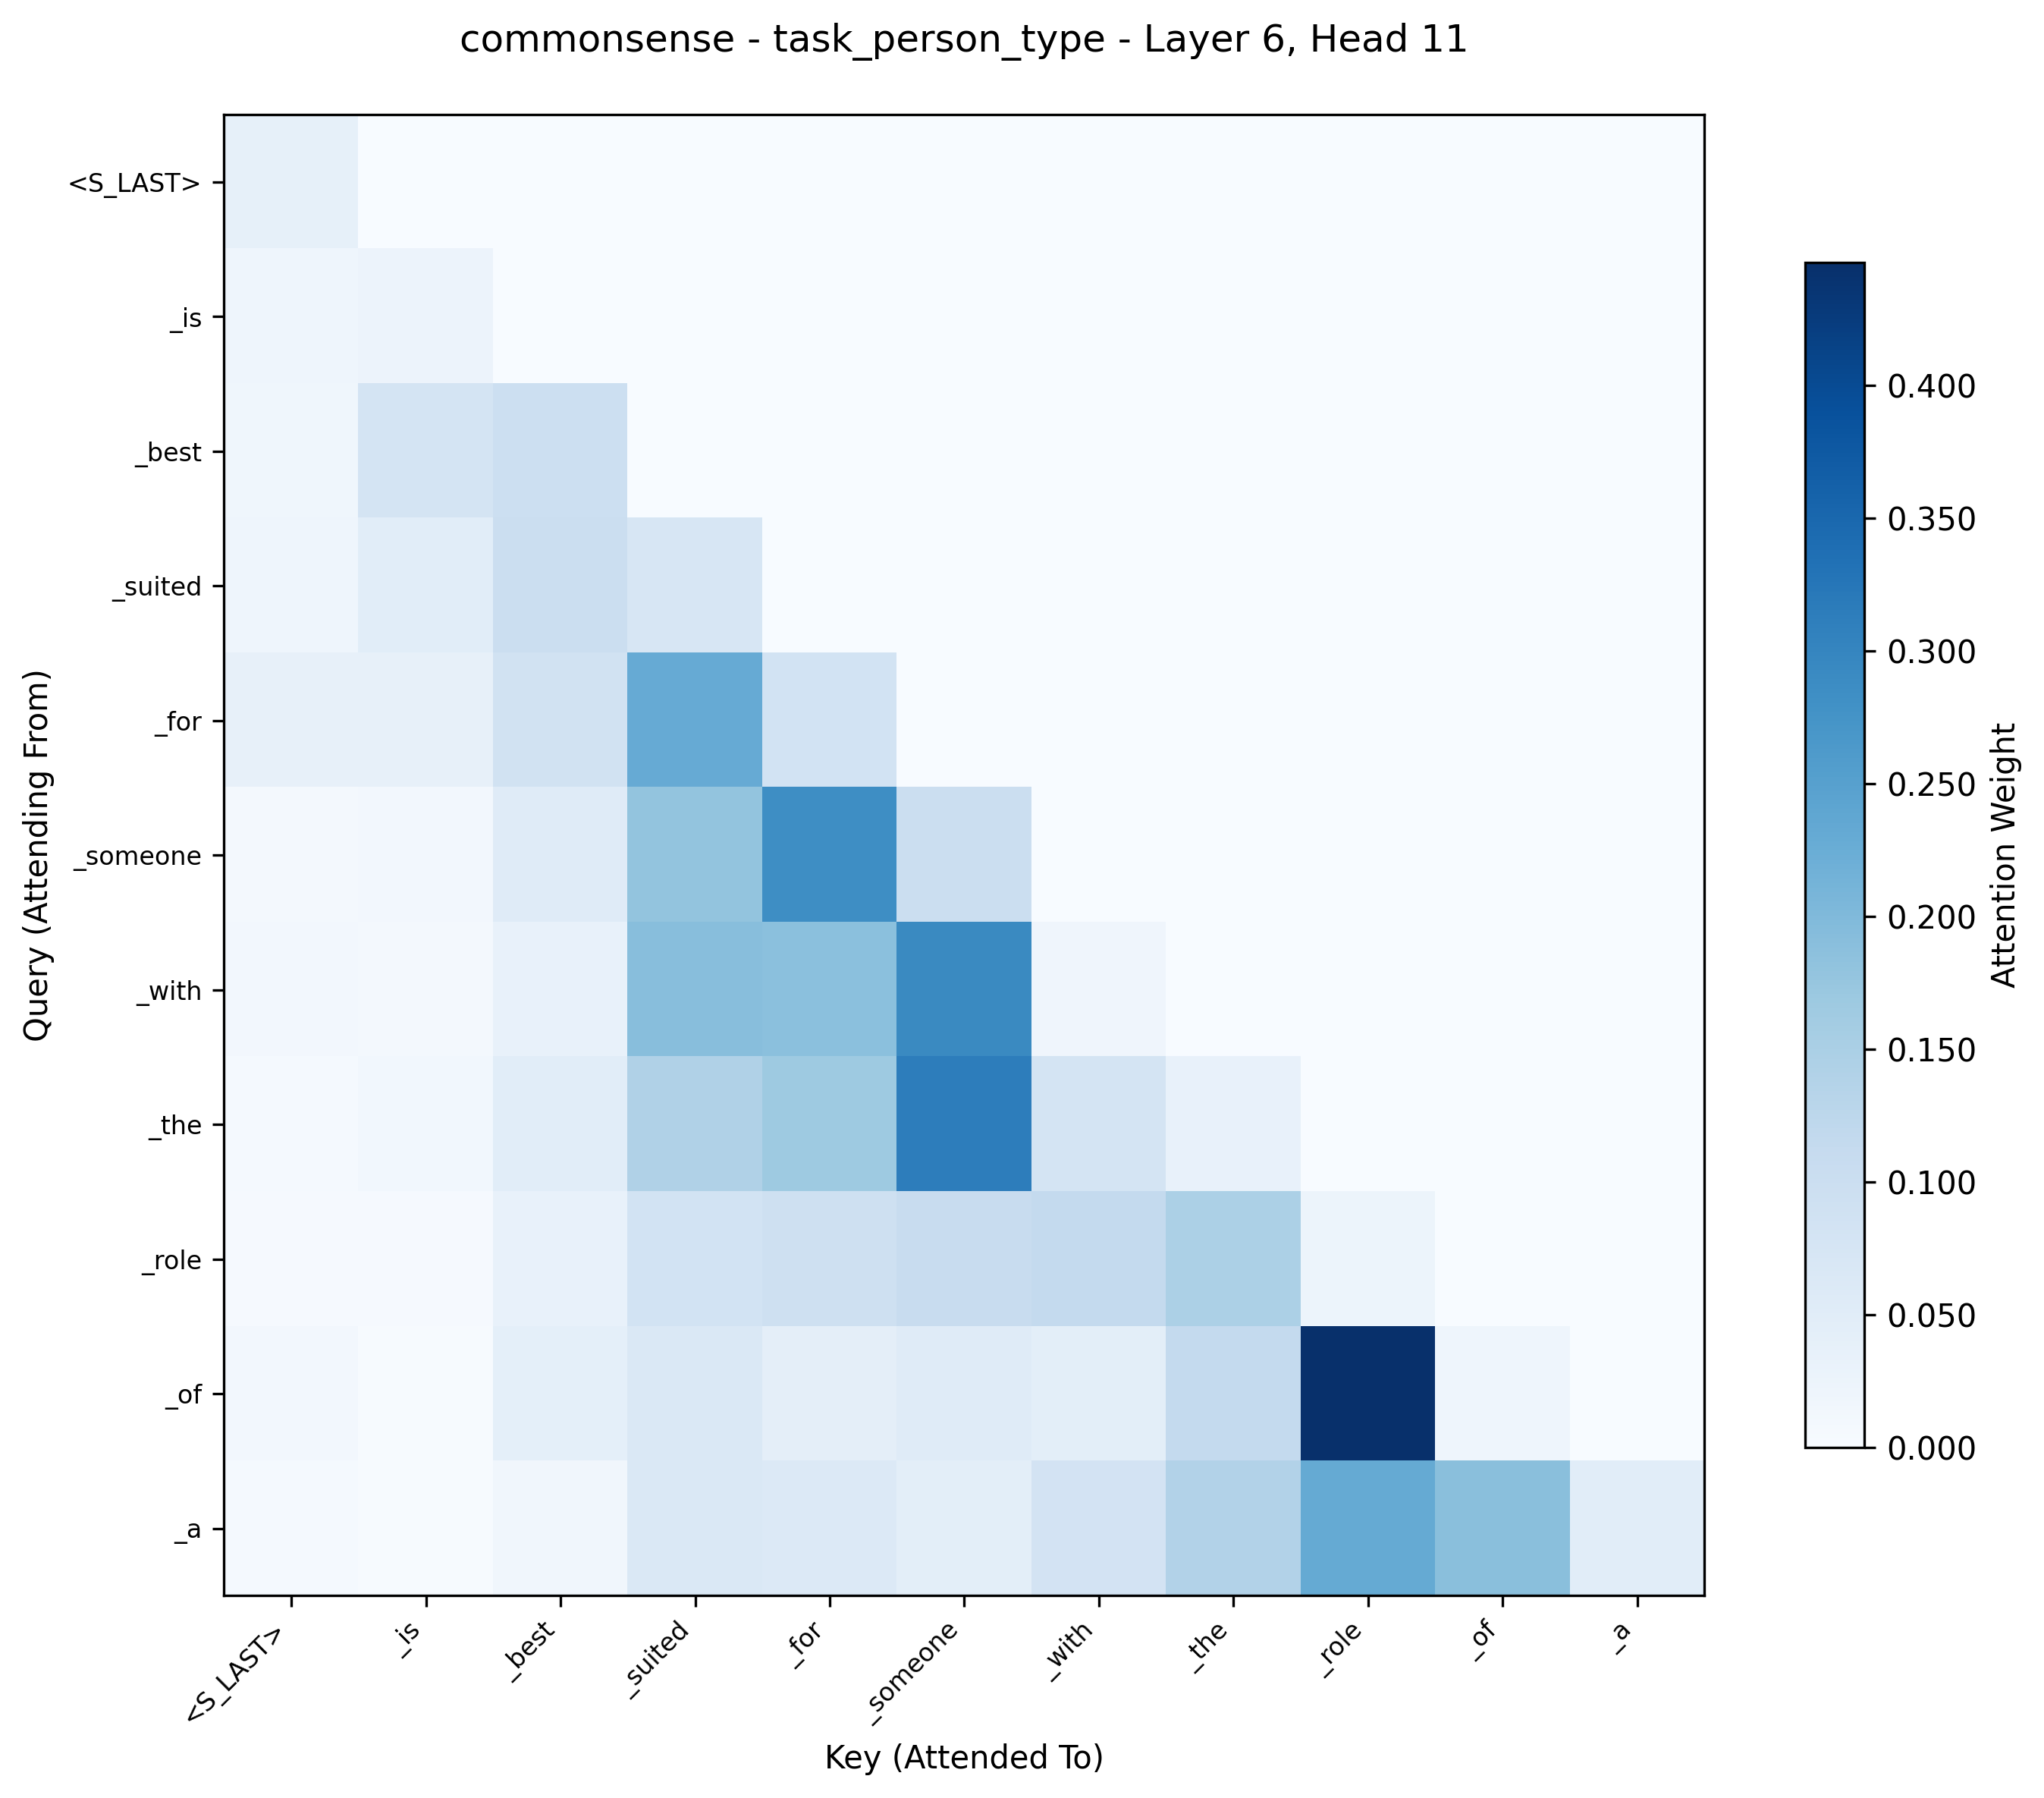 commonsense - task_person_type - Layer 6, Head 11
Query (Attending From)
<S_LAST>
_is
_best
_suited
_for
_someone
_with
_the
_role
_of
_a
<S_LAST>
_is
_best
_suited
_for
_someone
_with
_the
_role
_of
_a
Key (Attended To)
0.400
0.350
0.300
0.250
0.200
0.150
0.100
0.050
0.000
Attention Weight